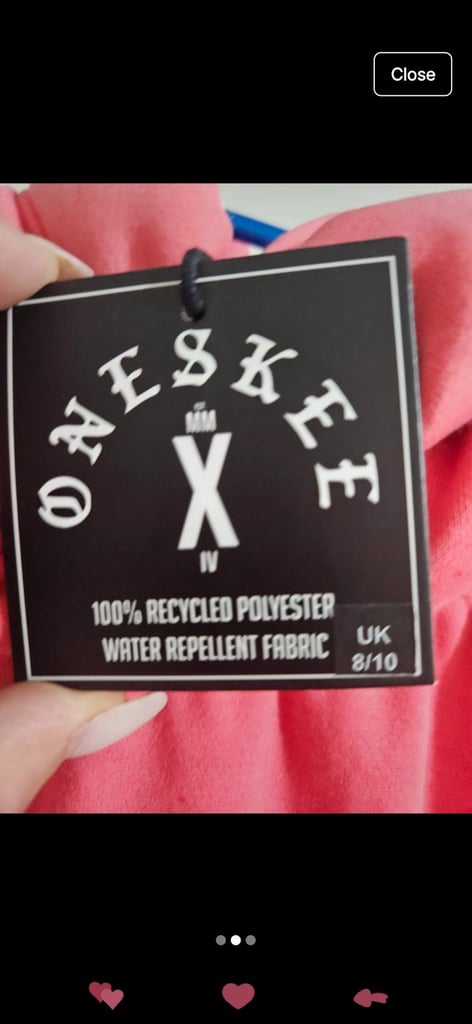 Close
ONESKEE
MM
X
IV
100% RECYCLED POLYESTER
WATER REPELLENT FABRIC
UK
8/10